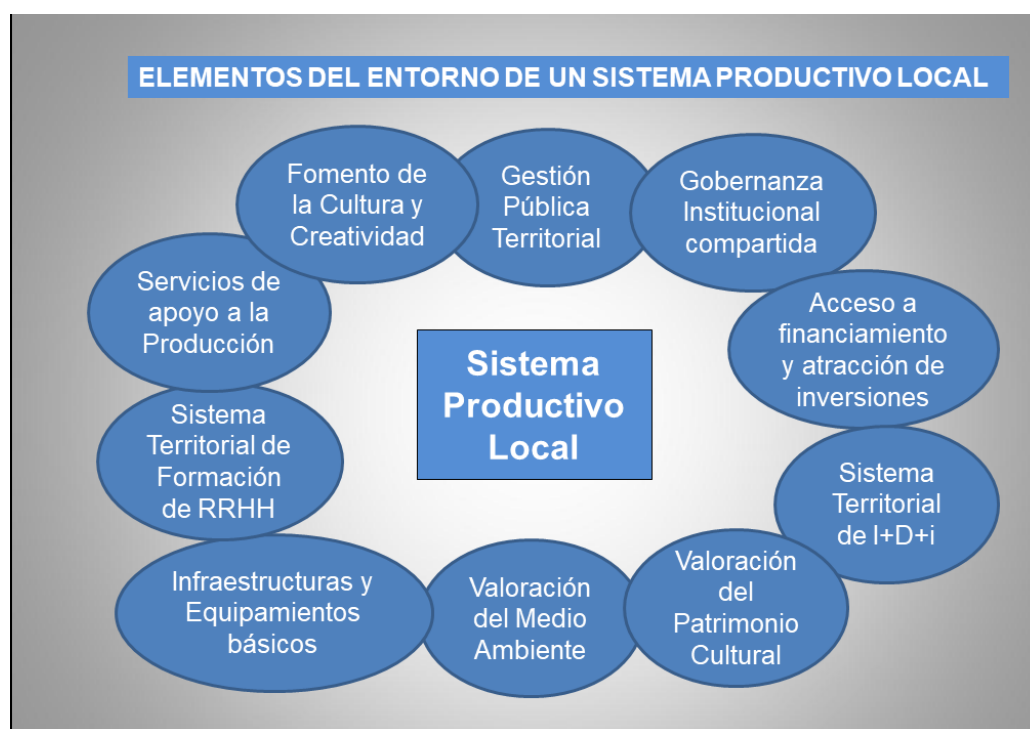 ELEMENTOS DEL ENTORNO DE UN SISTEMA PRODUCTIVO LOCAL
Fomento de
la Cultura y
Creatividad
Gestión
Pública
Territorial
Gobernanza
Institucional
compartida
Servicios de
apoyo a la
Producción
Acceso a
financiamiento
y atracción de
inversiones
Sistema
Productivo
Local
Sistema
Territorial de
Formación
de RRHH
Sistema
Territorial
de I+D+i
Infraestructuras y
Equipamientos
básicos
Valoración
del Medio
Ambiente
Valoración
del
Patrimonio
Cultural